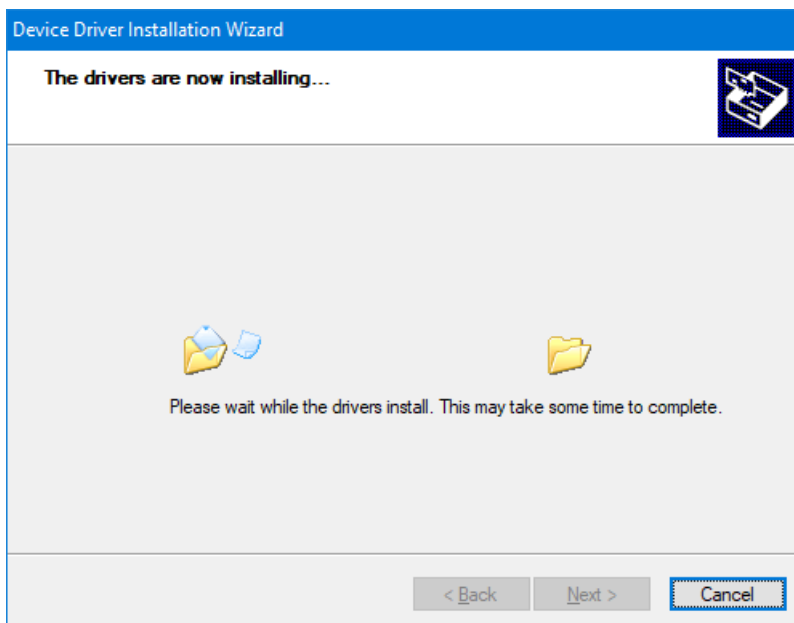 Device Driver Installation Wizard
The drivers are now installing...
Please wait while the drivers install. This may take some time to complete.
< Back
Next >
Cancel